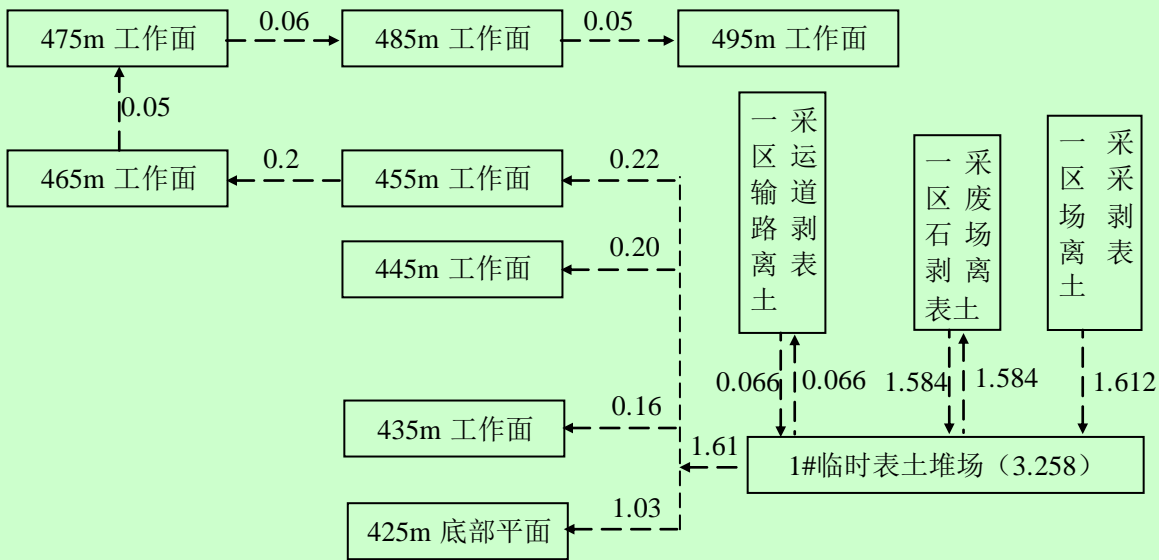 0.06
0.05
475m 工作面
485m 工作面
495m 工作面
0.05
0.2
0.22
465m 工作面
455m 工作面
0.20
445m 工作面
一采
区运
输道
路剥
离表
土
一采
区废
石场
剥离
表土
一采
区采
场剥
离表
土
0.066
0.066
1.584
1.584
1.612
0.16
435m 工作面
1.61
1#临时表土堆场（3.258）
1.03
425m 底部平面